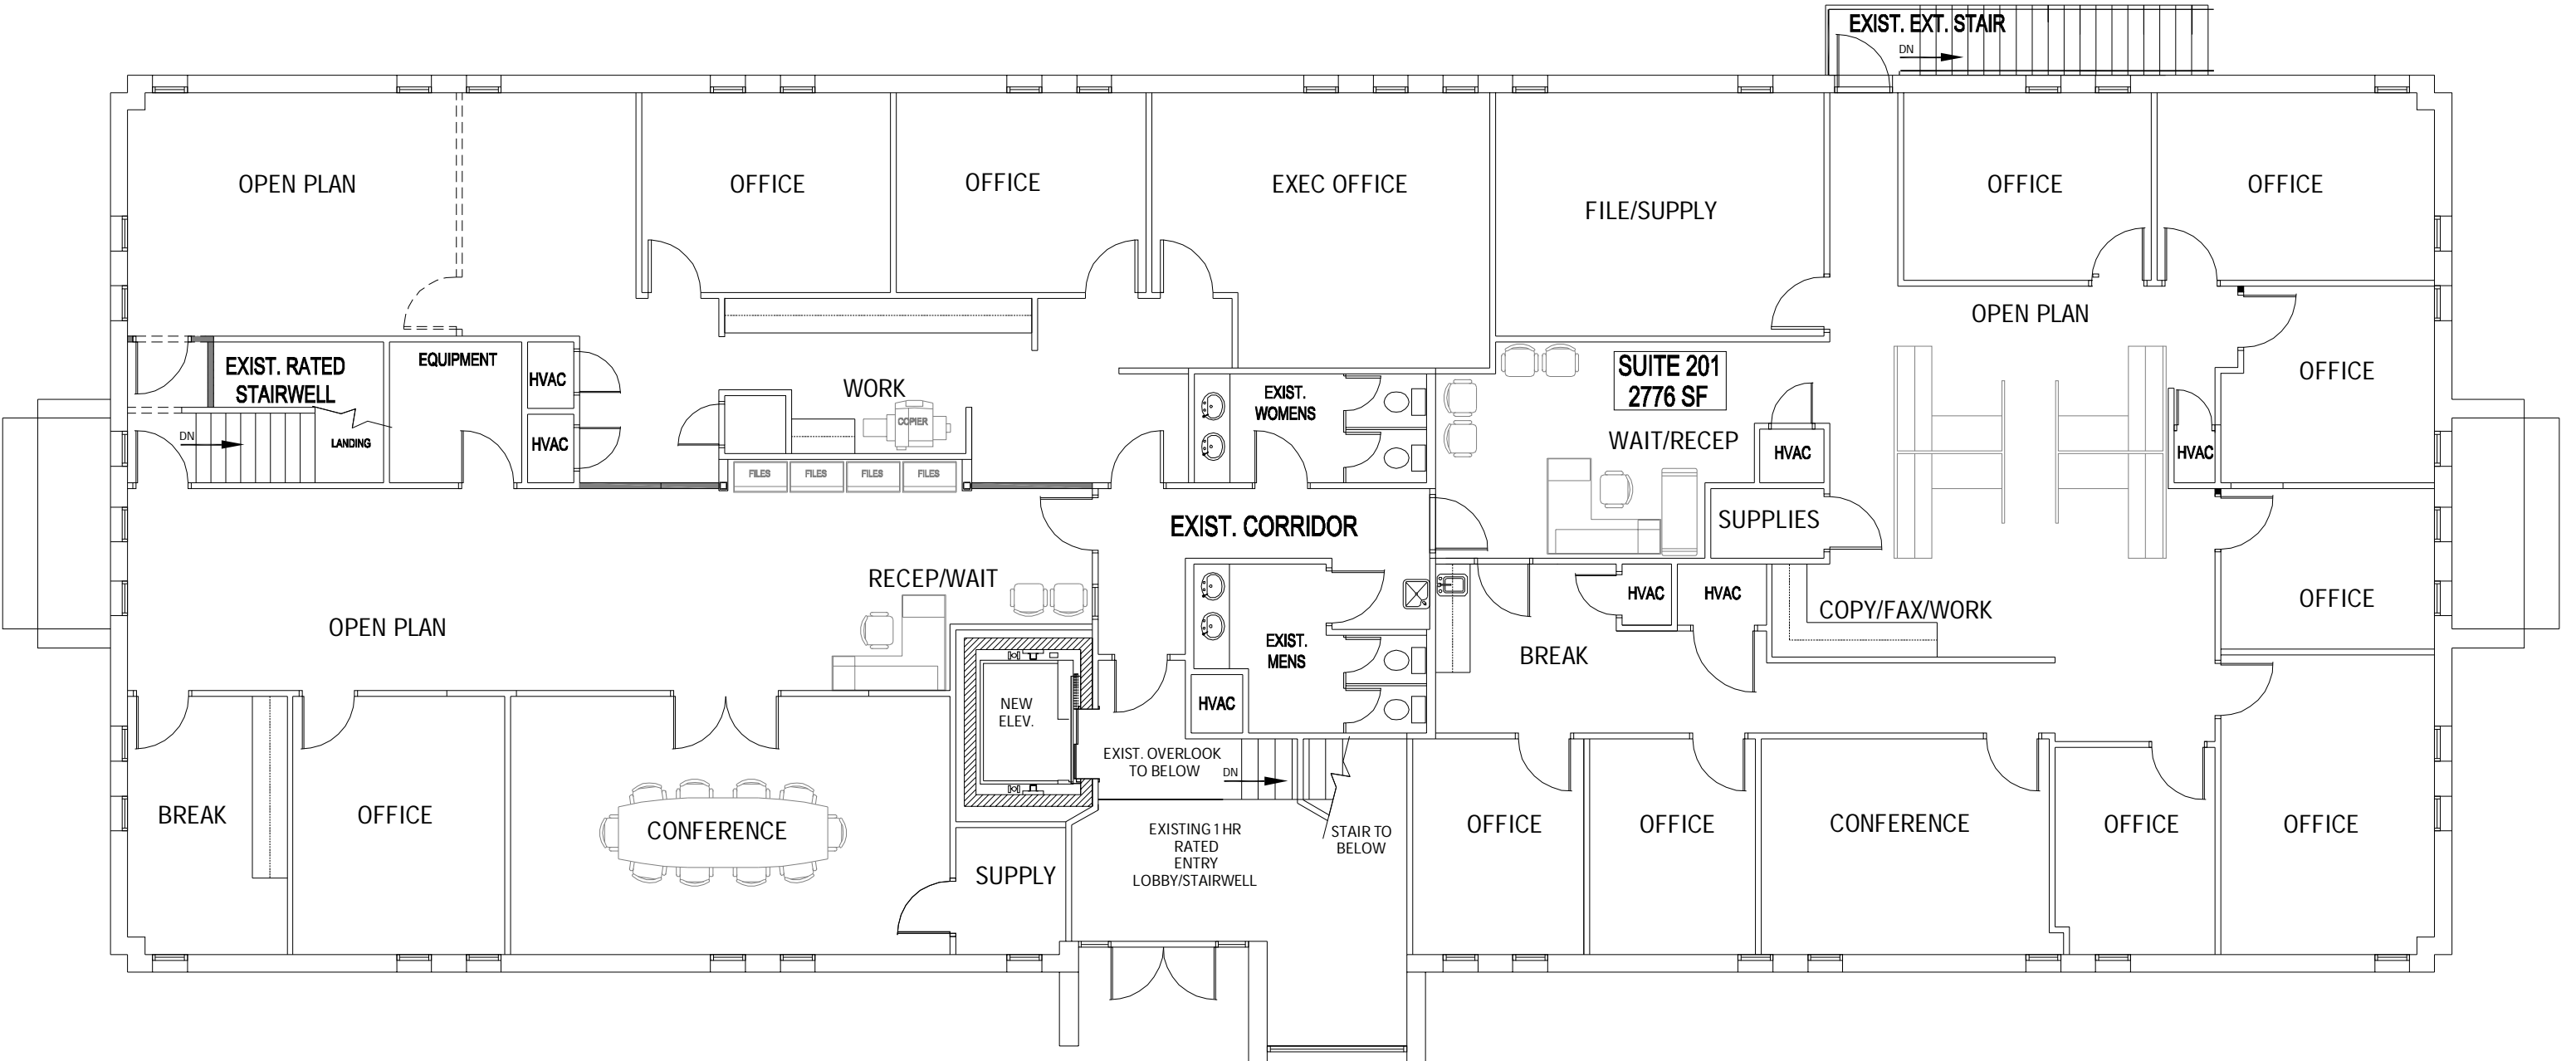 EXIST. EXT. STAIR
DN
OPEN PLAN
OFFICE
OFFICE
EXEC OFFICE
FILE/SUPPLY
OFFICE
OFFICE
OPEN PLAN
EXIST. RATED
STAIRWELL
EQUIPMENT
HVAC
HVAC
DN
LANDING
WORK
COPIER
FILES
FILES
FILES
FILES
EXIST.
WOMENS
SUITE 201
2776 SF
WAIT/RECEP
HVAC
HVAC
OFFICE
SUPPLIES
EXIST. CORRIDOR
RECEP/WAIT
OPEN PLAN
EXIST.
MENS
HVAC
HVAC
HVAC
BREAK
COPY/FAX/WORK
OFFICE
NEW
ELEV.
EXIST. OVERLOOK
TO BELOW
DN
BREAK
OFFICE
CONFERENCE
SUPPLY
EXISTING 1 HR
RATED
ENTRY
LOBBY/STAIRWELL
STAIR TO
BELOW
OFFICE
OFFICE
CONFERENCE
OFFICE
OFFICE